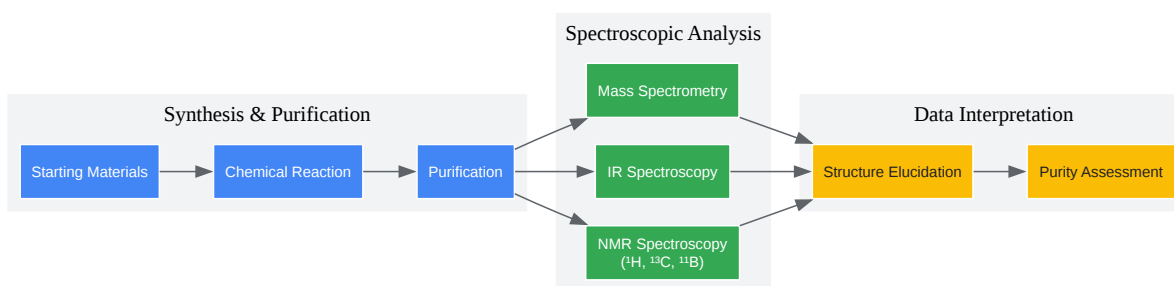 Synthesis & Purification
Starting Materials
Chemical Reaction
Purification
Spectroscopic Analysis
Mass Spectrometry
IR Spectroscopy
NMR Spectroscopy
(¹H, ¹³C, ¹¹B)
Data Interpretation
Structure Elucidation
Purity Assessment